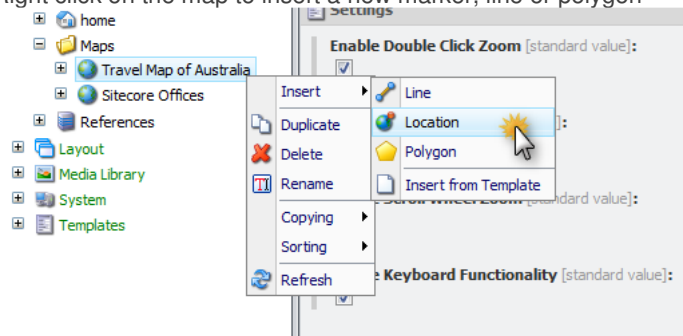 right click on the map to insert a new marker, line or polygon
home
Maps
Travel Map of Australia
Sitecore Offices
References
Layout
Media Library
System
Templates
Settings
Enable Double Click Zoom [standard value]:
Insert
Duplicate
Delete
Rename
Copying
Sorting
Refresh
Line
Location
Polygon
Insert from Template
]:
Scroll Wheel Zoom [standard value]:
Keyboard Functionality [standard value]: